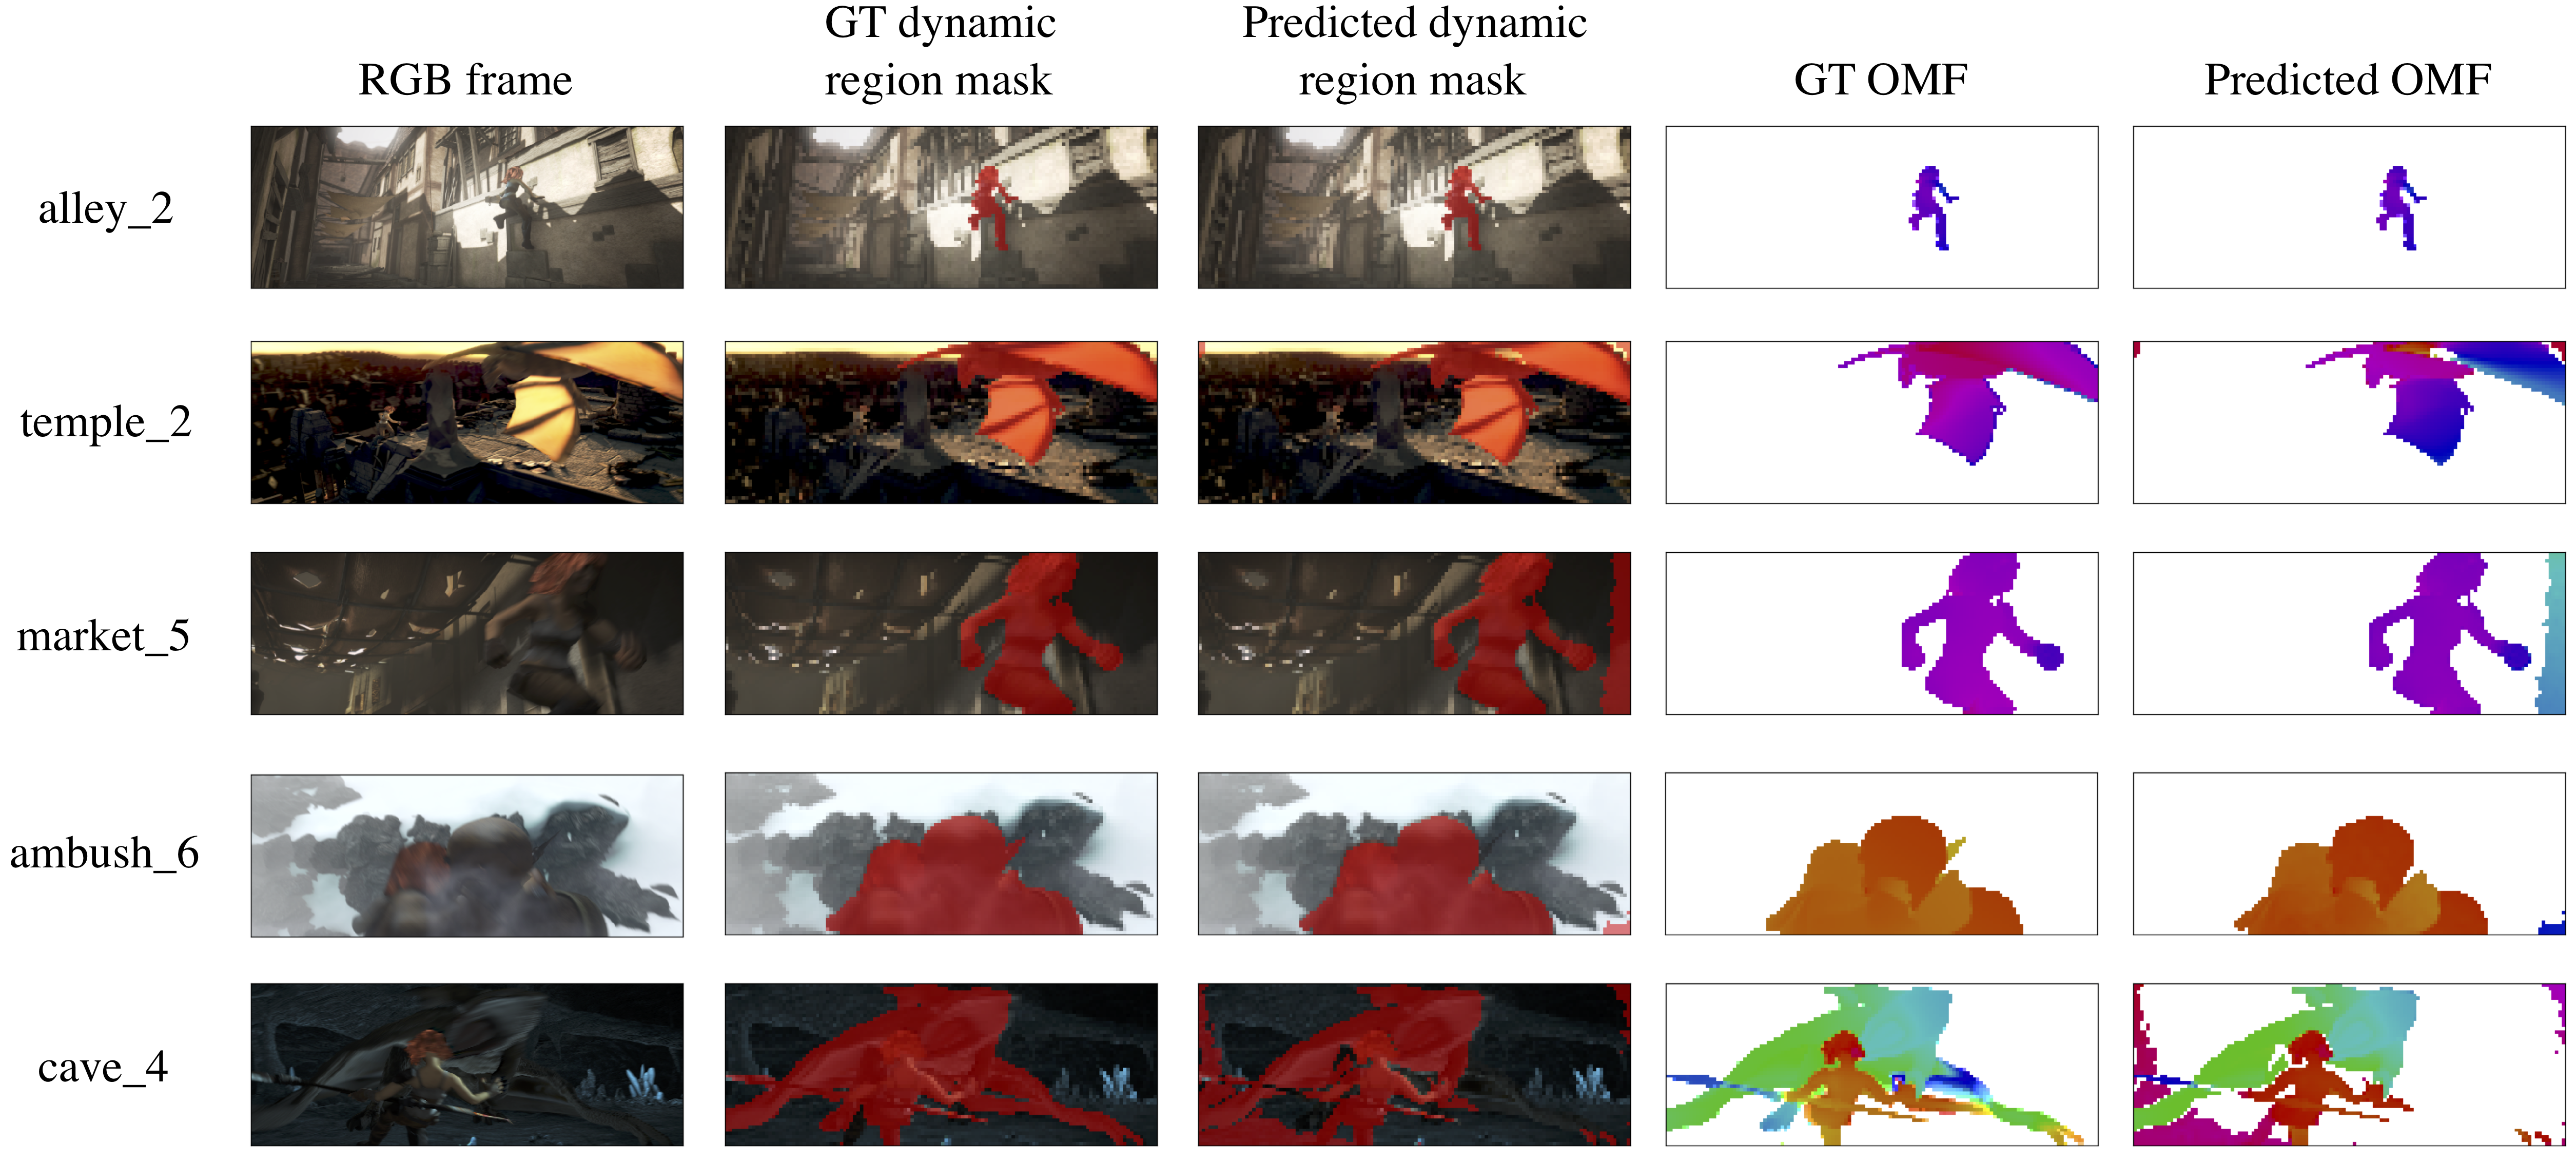 GT dynamic
Predicted dynamic
RGB frame
region mask
region mask
GT OMF
Predicted OMF
alley_2
temple_2
market_5
ambush_6
cave_4